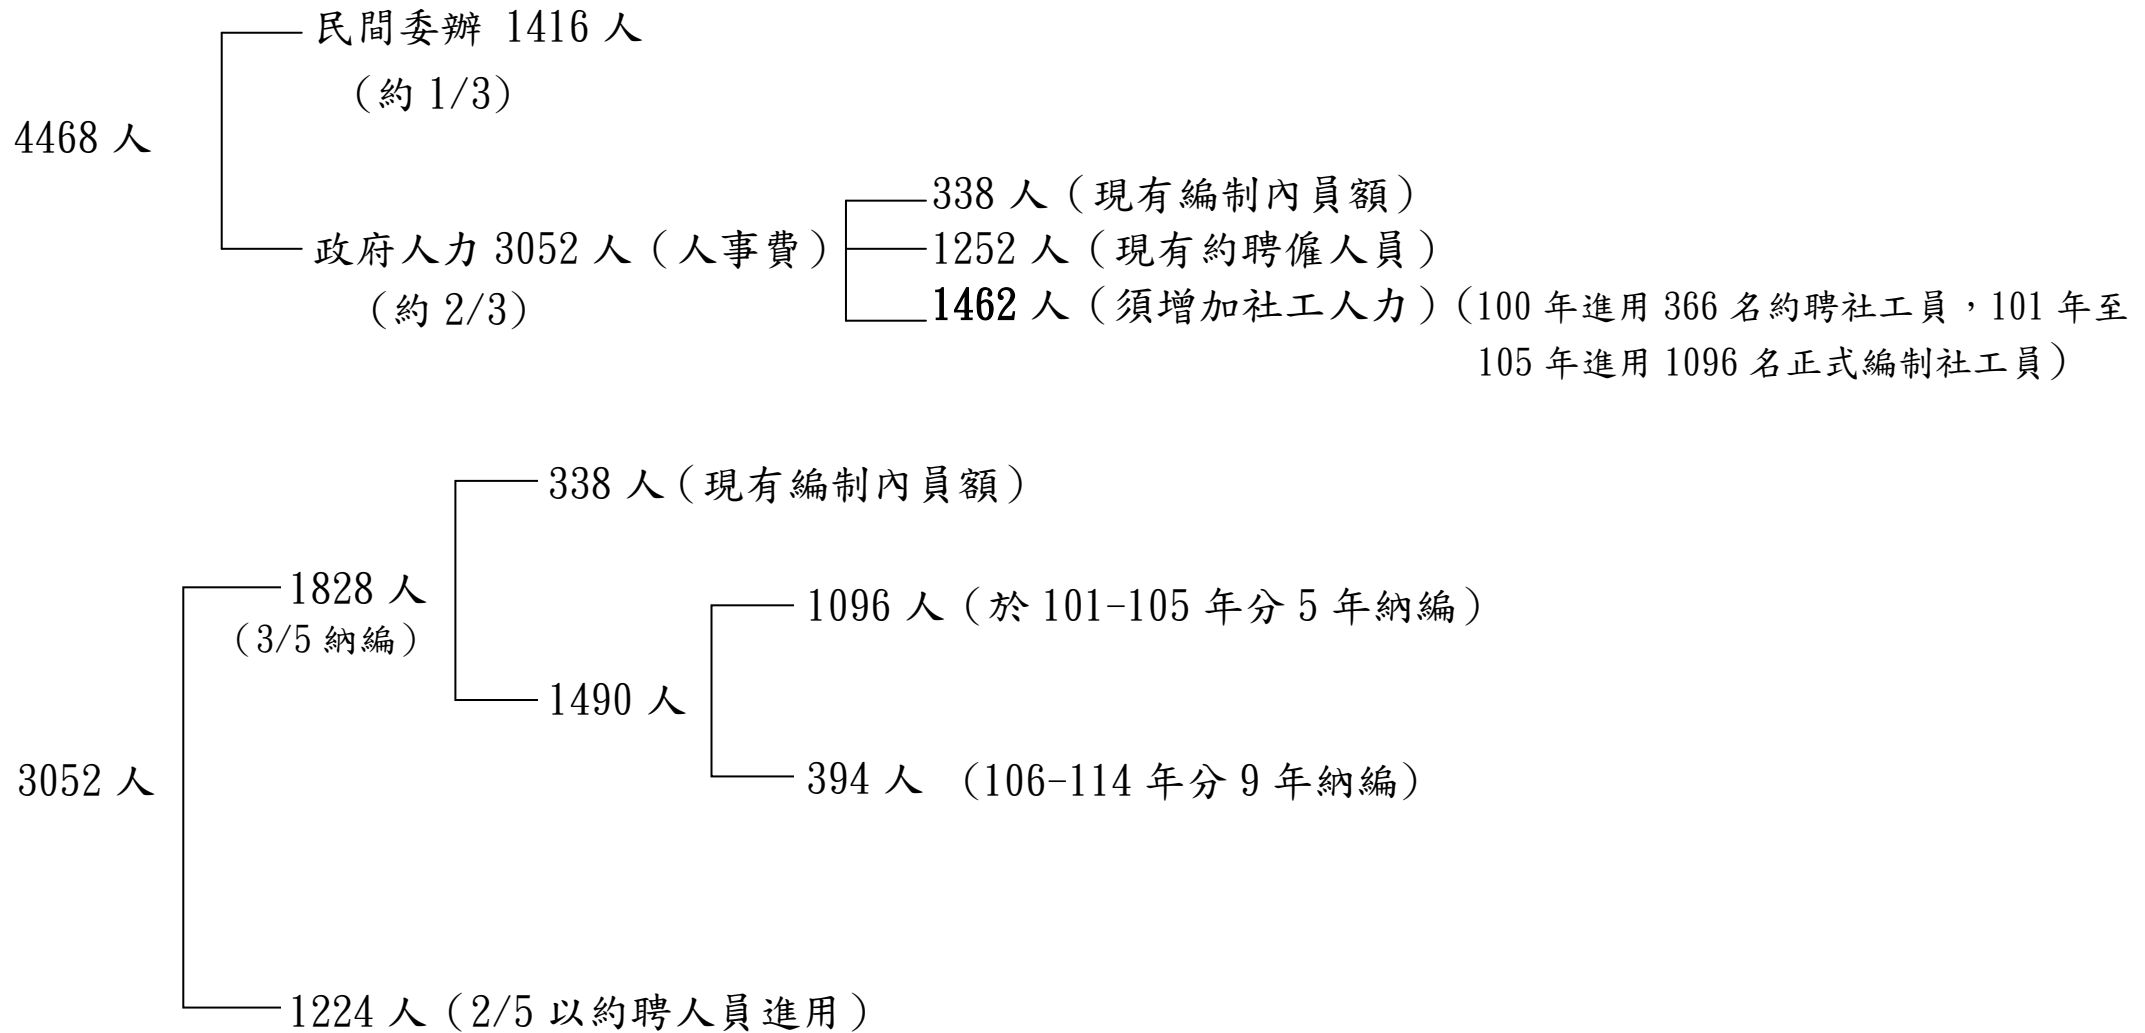 民間委辦 1416 人
（約 1/3）
4468 人
338 人（現有編制內員額）
政府人力 3052 人（人事費）
1252 人（現有約聘僱人員）
（約 2/3）
1462 人（須增加社工人力）（100 年進用 366 名約聘社工員，101 年至
105 年進用 1096 名正式編制社工員）
338 人（現有編制內員額）
1828 人
（3/5 納編）
1096 人（於 101-105 年分 5 年納編）
1490 人
3052 人
394 人 （106-114 年分 9 年納編）
1224 人（2/5 以約聘人員進用）